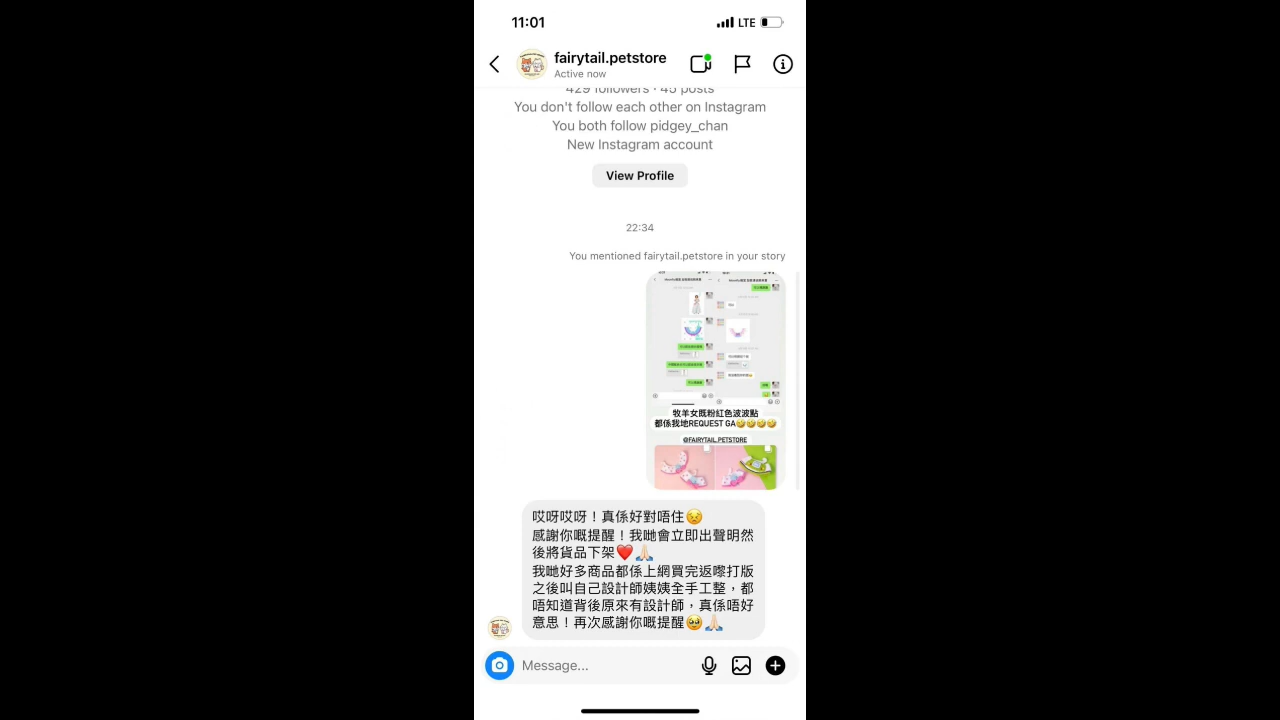 11:01
LTE
fairytail.petstore
Active now
429 followers · 45 posts
You don't follow each other on Instagram
You both follow pidgey_chan
New Instagram account
View Profile
22:34
You mentioned fairytail.petstore in your story
牧羊女既粉紅色波波點
都係我地REQUEST GA🤣🤣🤣🤣
@FAIRYTAIL.PETSTORE
哎呀哎呀！真係好對唔住😣
感謝你嘅提醒！我哋會立即出聲明然
後將貨品下架❤️🙏🏻
我哋好多商品都係上網買完返嚟打版
之後叫自己設計師姨姨全手工整，都
唔知道背後原來有設計師，真係唔好
意思！再次感謝你嘅提醒🥹🙏🏻
Message...